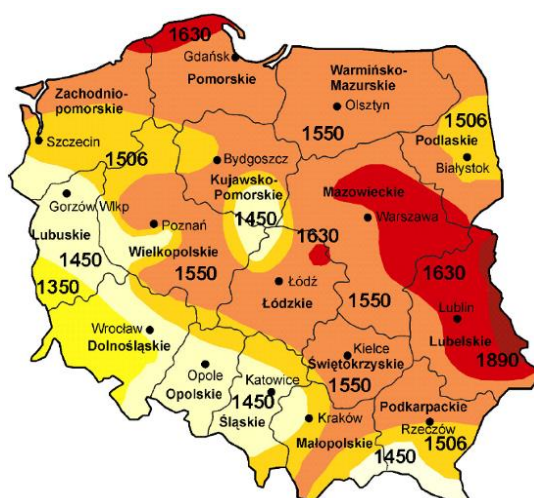 1630
Gdańsk
Pomorskie
Warmińsko-
Mazurskie
Zachodnio-
pomorskie
Olsztyn
1506
Szczecin
1506
1550
Podlaskie
Bydgoszcz
Białystok
Kujawsko-
Pomorskie
Mazowieckie
Gorzów Wlkp
1450
Warszawa
Lubuskie
Poznań
1630
Wielkopolskie
1450
1550
1630
1350
Łódź
Łódzkie
1550
Lublin
Wrocław
Dolnośląskie
Lubelskie
Kielce
Świętokrzyskie
1890
Opole
Opolskie
Katowice
1550
1450
Śląskie
Podkarpackie
Kraków
Rzeczów
Małopolskie
1506
1450